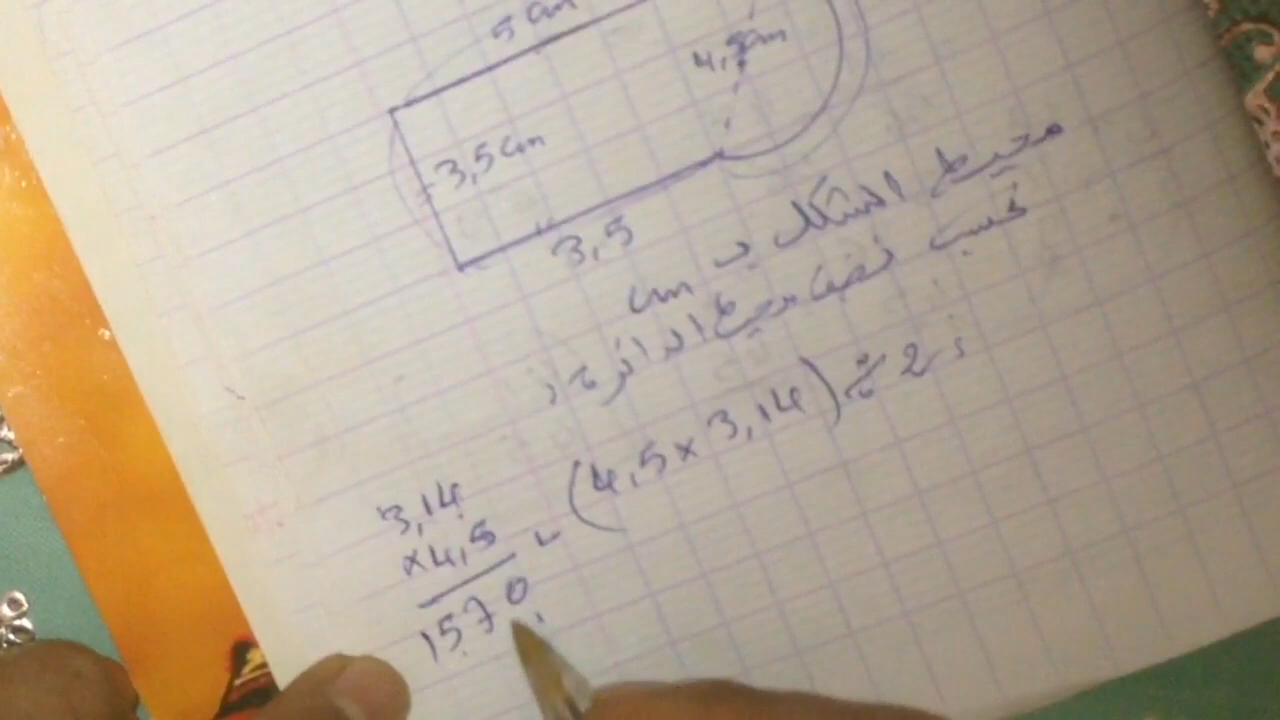 5 cm
4,5cm
3,5cm
3,5
محيط الشكل ب cm
نحسب نصف محيط الدائرة :
(4,5 x 3,14) ÷ 2 :
3,14
x4,5
1570